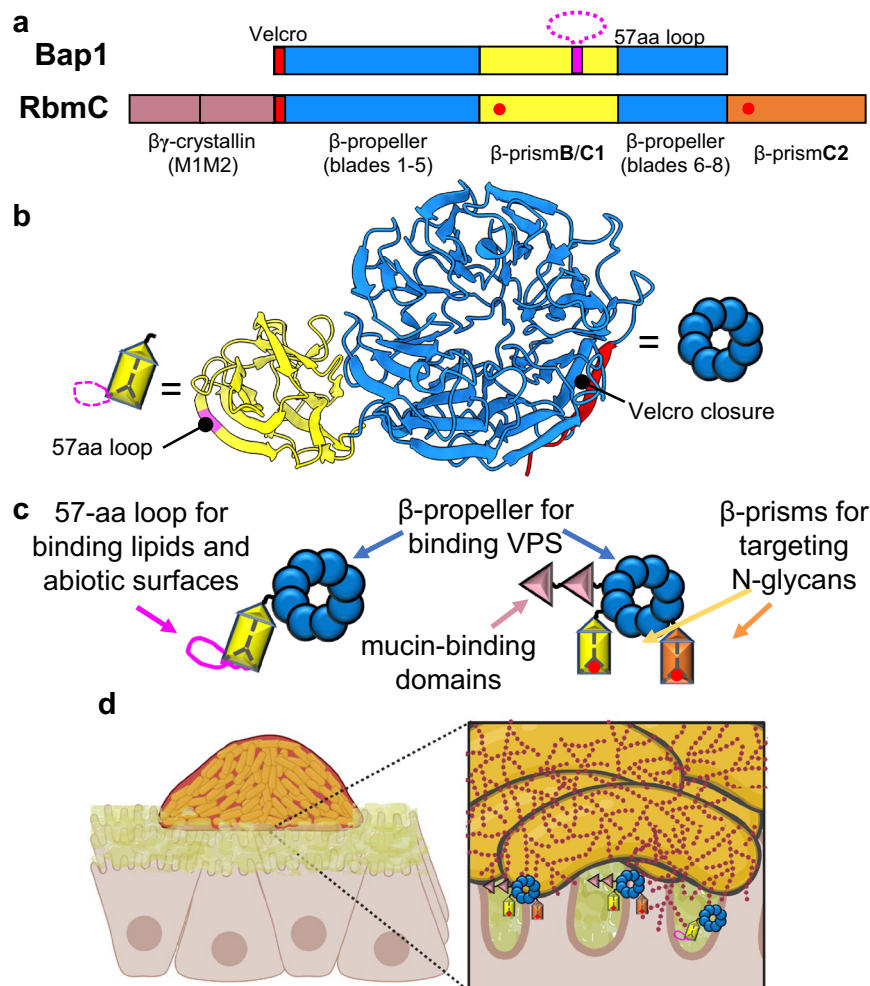 a
Velcro
57aa loop
Bap1
RbmC
βγ-crystallin
(M1M2)
β-propeller
(blades 1-5)
β-prismB/C1
β-propeller
(blades 6-8)
β-prismC2
b
=
=
57aa loop
Velcro closure
c
57-aa loop for
binding lipids and
abiotic surfaces
β-propeller for
binding VPS
β-prisms for
targeting
N-glycans
mucin-binding
domains
d